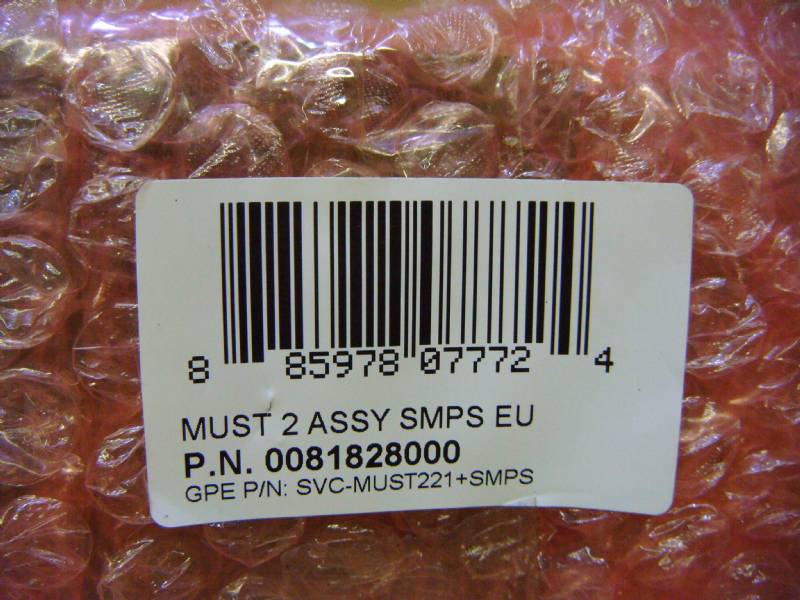 8 85978 07772 4
MUST 2 ASSY SMPS EU
P.N. 0081828000
GPE P/N: SVC-MUST221+SMPS